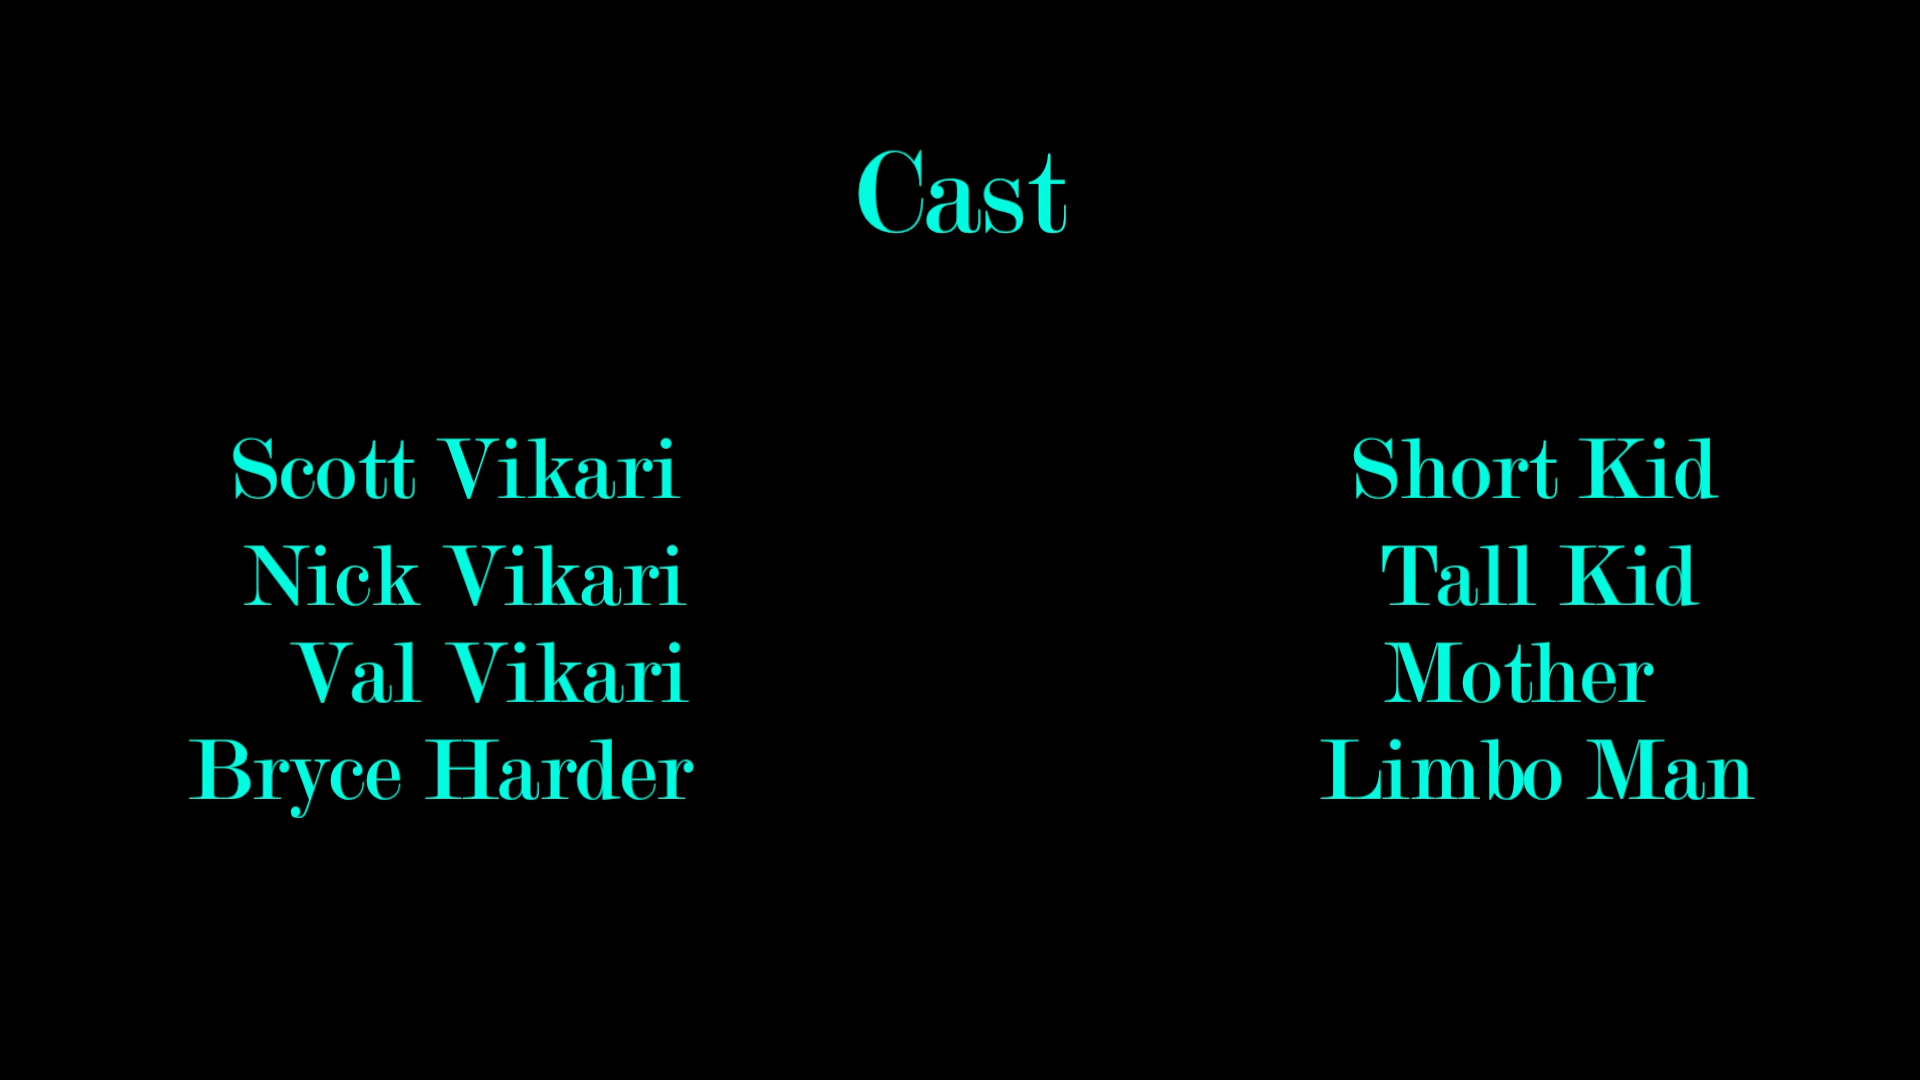 Cast
Scott Vikari Short Kid
Nick Vikari Tall Kid
Val Vikari Mother
Bryce Harder Limbo Man